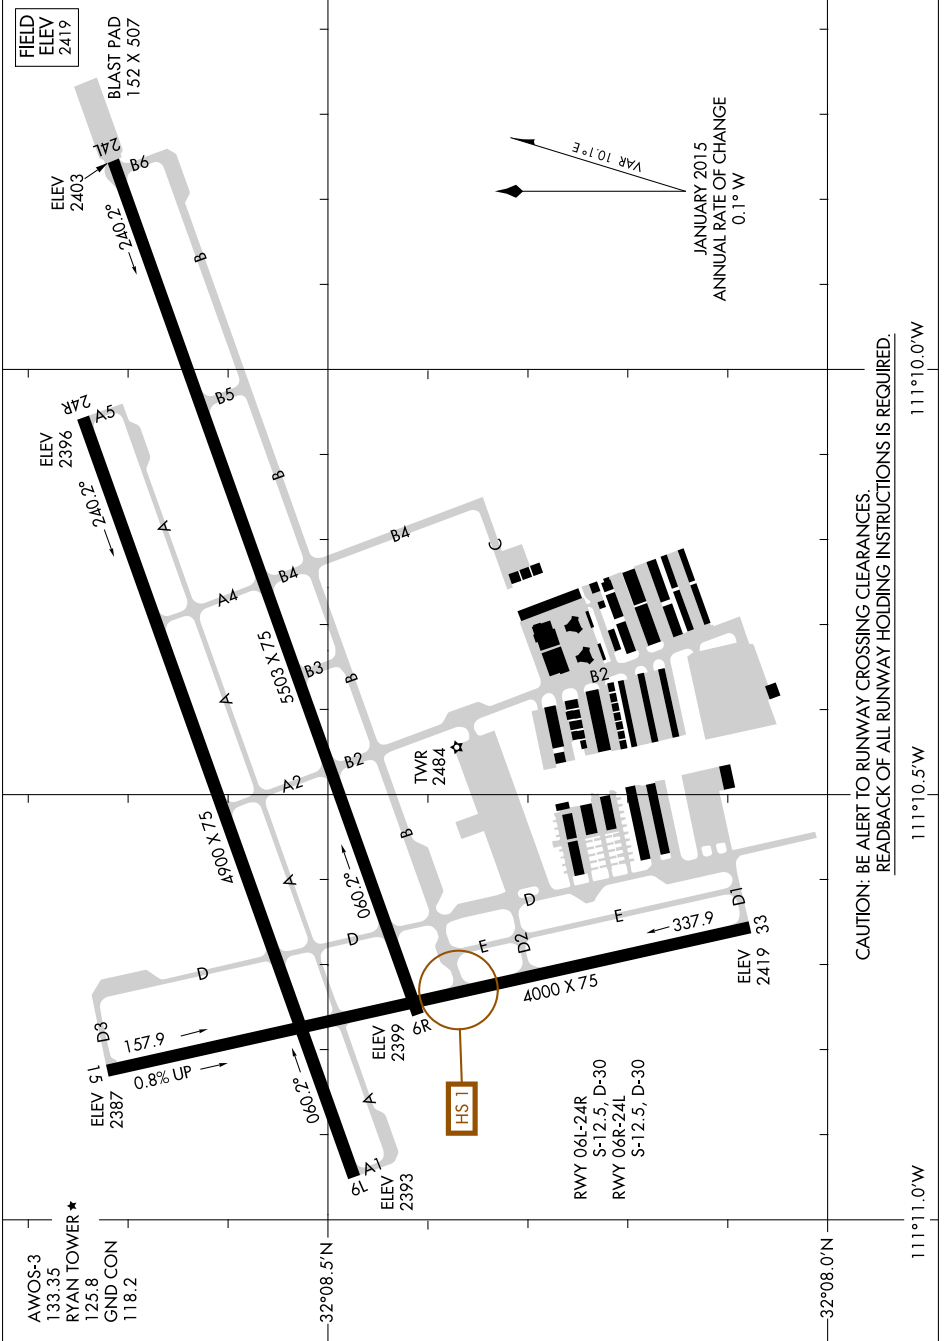 FIELD
ELEV
2419
BLAST PAD
152 X 507
24L
ELEV
2403
B6
240.2°
B
24R
A5
ELEV
2396
240.2°
B5
A
B
A4
B4
B4
C
5503 X 75
A
B3
B
B2
TWR
2484
A2
B2
4900 X 75
A
B
060.2°
D
D
D
E
E
D1
D2
337.9
33
ELEV
2419
4000 X 75
D3
157.9
0.8% UP
15
ELEV
2387
ELEV
2399
6R
HS 1
060.2°
A
A1
6L
ELEV
2393
RWY 06L-24R
S-12.5, D-30
RWY 06R-24L
S-12.5, D-30
AWOS-3
133.35
RYAN TOWER ★
125.8
GND CON
118.2
VAR 10.1° E
JANUARY 2015
ANNUAL RATE OF CHANGE
0.1° W
CAUTION: BE ALERT TO RUNWAY CROSSING CLEARANCES.
READBACK OF ALL RUNWAY HOLDING INSTRUCTIONS IS REQUIRED.
32°08.5'N
32°08.0'N
111°11.0'W
111°10.5'W
111°10.0'W